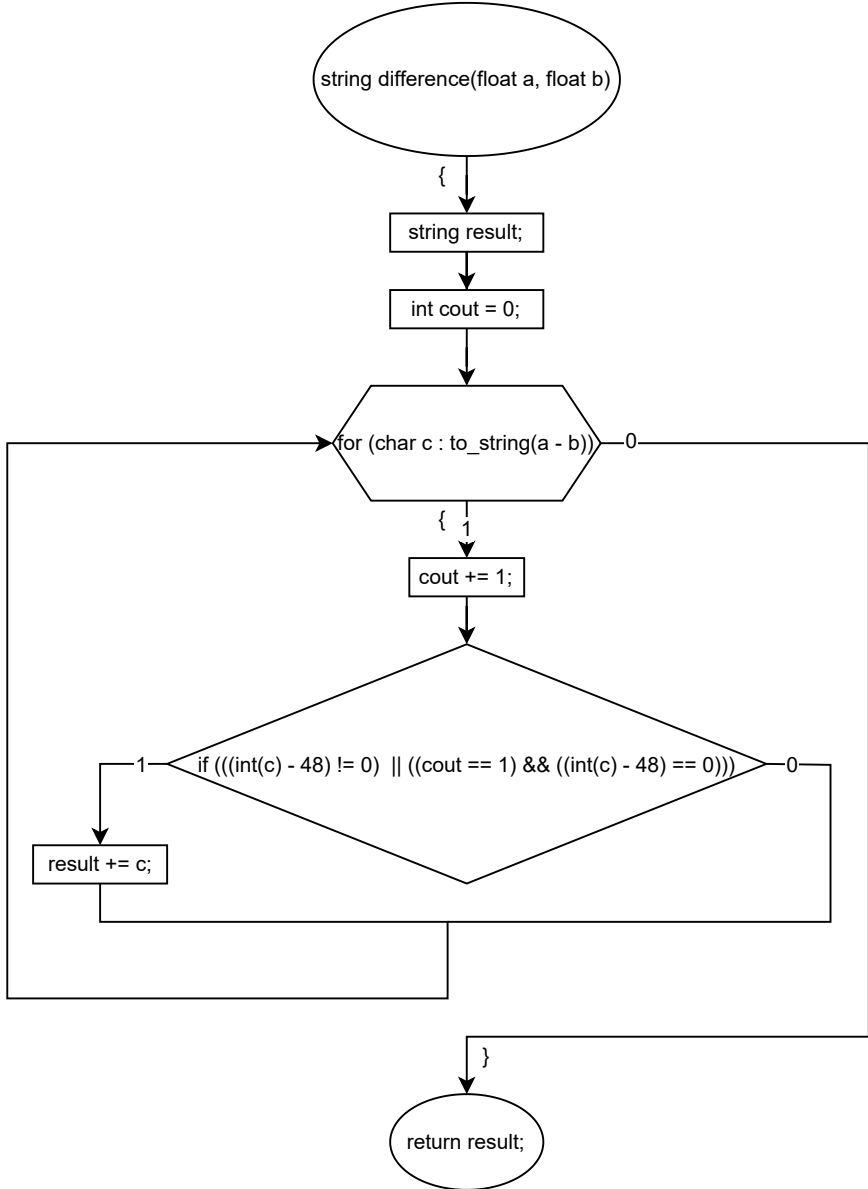 string difference(float a, float b)
{
string result;
int cout = 0;
for (char c : to_string(a - b))
0
{
1
cout += 1;
if (((int(c) - 48) != 0)  || ((cout == 1) && ((int(c) - 48) == 0)))
1
0
result += c;
}
return result;